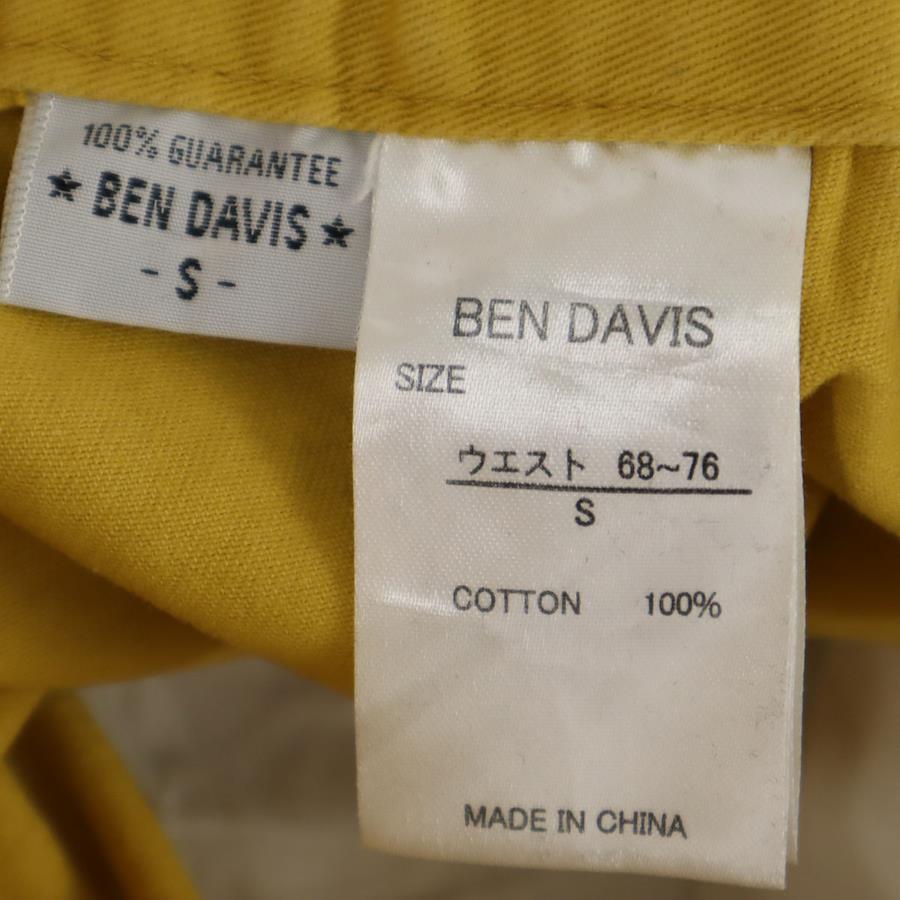 100% GUARANTEE
★ BEN DAVIS ★
- S -
BEN DAVIS
SIZE
ウエスト 68~76
S
COTTON 100%
MADE IN CHINA